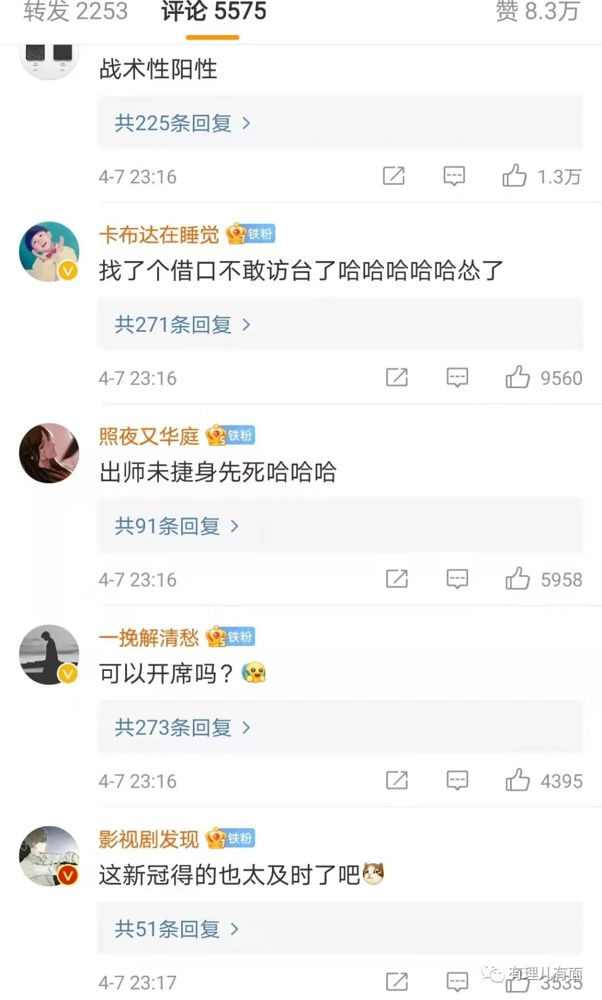 转发 2253 评论 5575 赞 8.3万
战术性阳性
共225条回复 >
4-7 23:16 1.3万
卡布达在睡觉 7 铁粉
找了个借口不敢访台了哈哈哈哈哈怂了
共271条回复 >
4-7 23:16 9560
照夜又华庭 5 铁粉
出师未捷身先死哈哈哈
共91条回复 >
4-7 23:16 5958
一挽解清愁 5 铁粉
可以开席吗?
共273条回复 >
4-7 23:16 4395
影视剧发现 铁粉
这新冠得的也太及时了吧
共51条回复 >
4-7 23:17 3535
有理儿有面